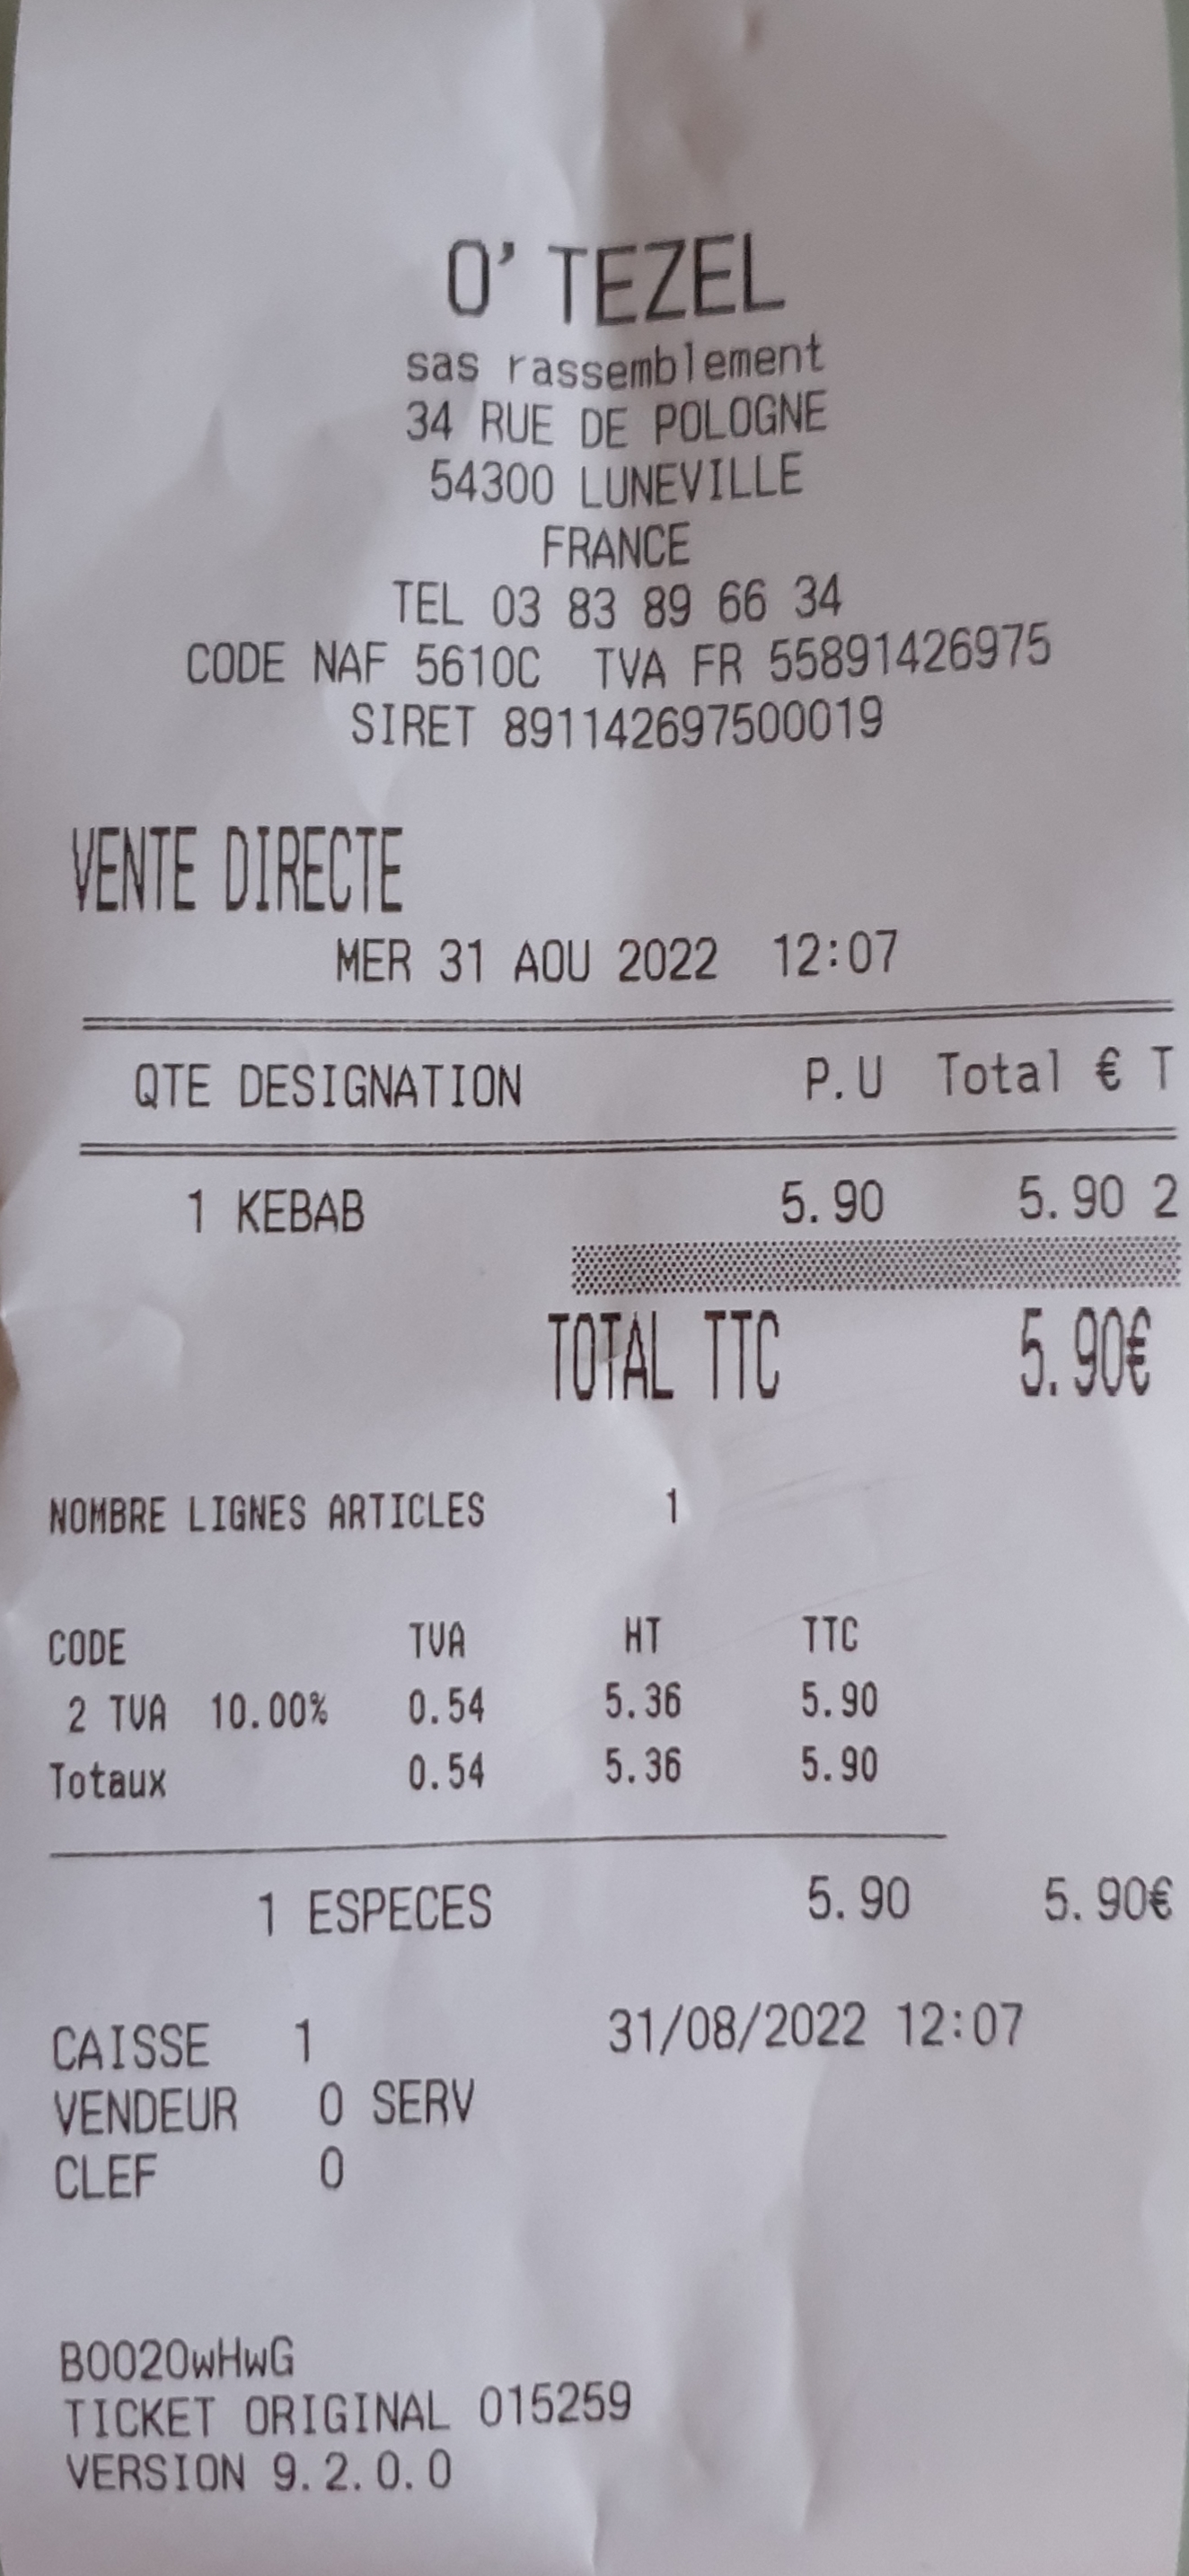 O' TEZEL
sas rassemblement
34 RUE DE POLOGNE
54300 LUNEVILLE
FRANCE
TEL 03 83 89 66 34
CODE NAF 5610C TVA FR 55891426975
SIRET 891142697500019
VENTE DIRECTE
MER 31 AOU 2022 12:07
QTE DESIGNATION P.U Total € T
1 KEBAB 5.90 5.90 2
TOTAL TTC 5.90€
NOMBRE LIGNES ARTICLES 1
CODE TVA HT TTC
2 TVA 10.00% 0.54 5.36 5.90
Totaux 0.54 5.36 5.90
1 ESPECES 5.90 5.90€
CAISSE 1 31/08/2022 12:07
VENDEUR 0 SERV
CLEF 0
B0020wHwG
TICKET ORIGINAL 015259
VERSION 9.2.0.0